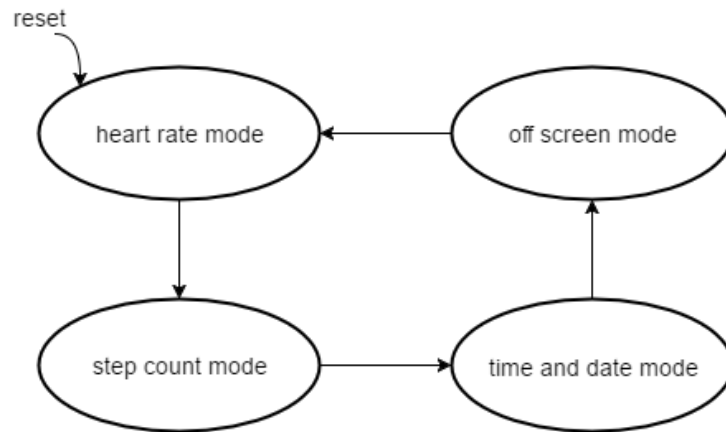 reset
heart rate mode
off screen mode
step count mode
time and date mode